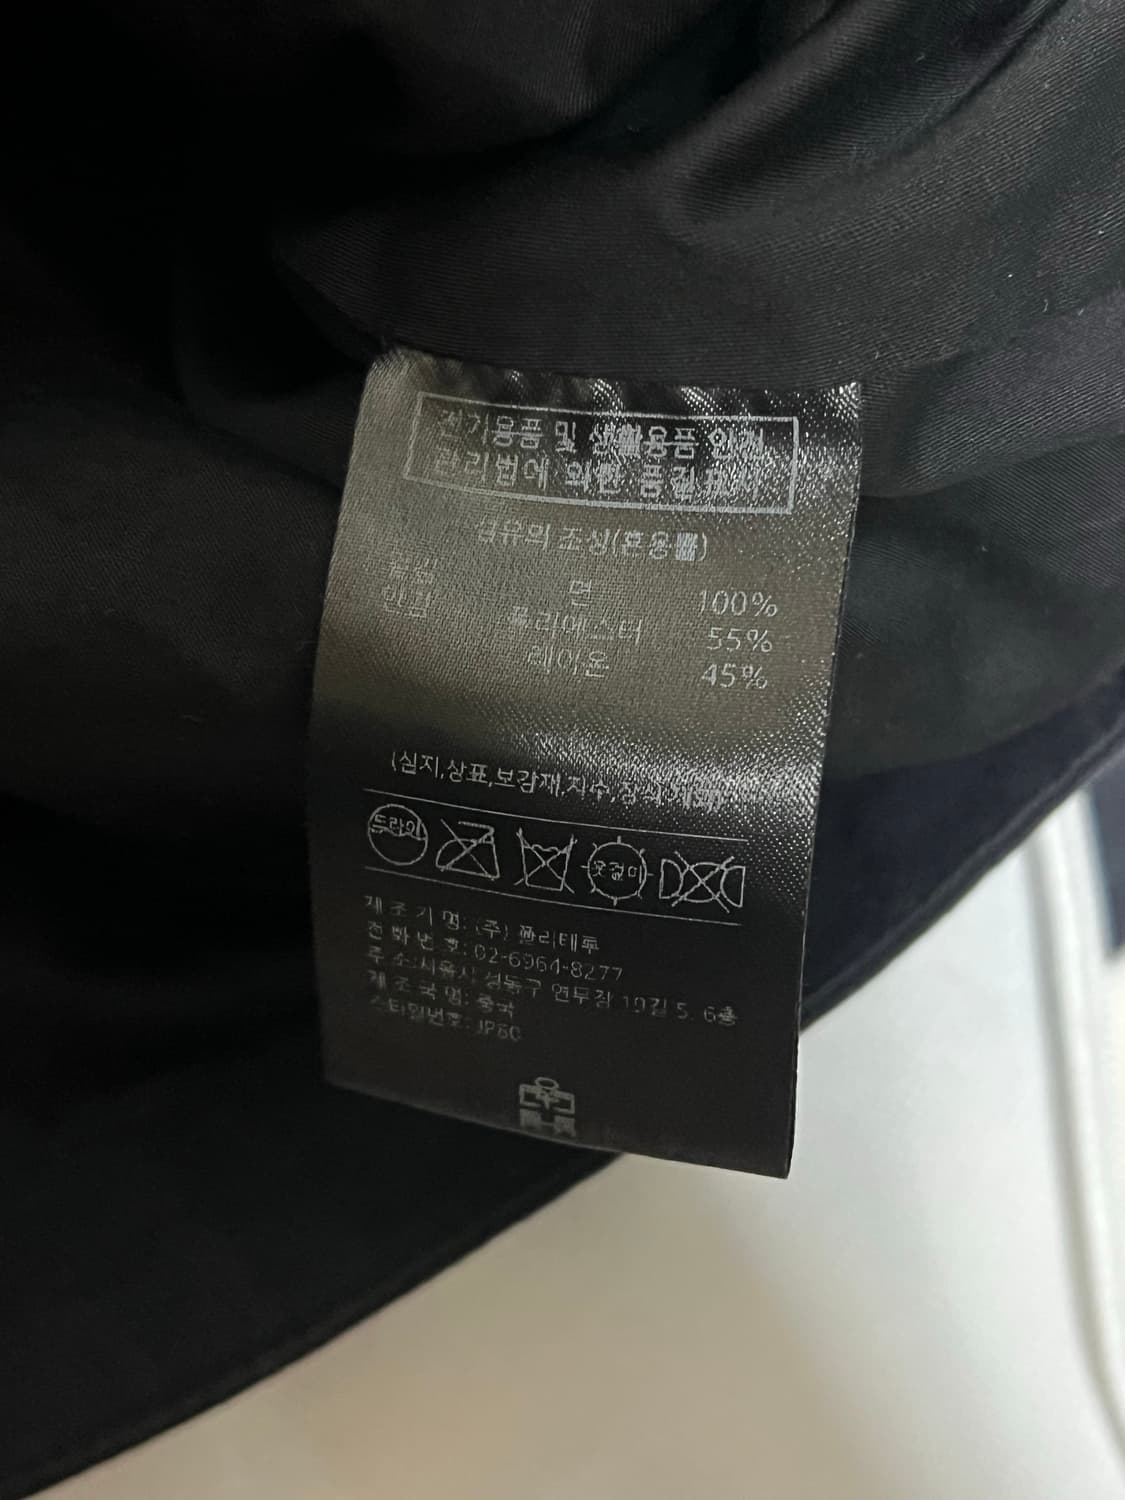 전기용품 및 생활용품 안전
관리법에 의한 품질표시
섬유의 조성(혼용률)
겉감 면 100%
안감 폴리에스터 55%
레이온 45%
(심지,상표,보강재,자수,장식 제외)
드라이 옷걸이
제조기명: (주) 폴리테루
전화번호: 02-6964-8277
주소:서울시 성동구 연무장 19길 5. 6층
제조국명: 중국
스타일번호: JP60